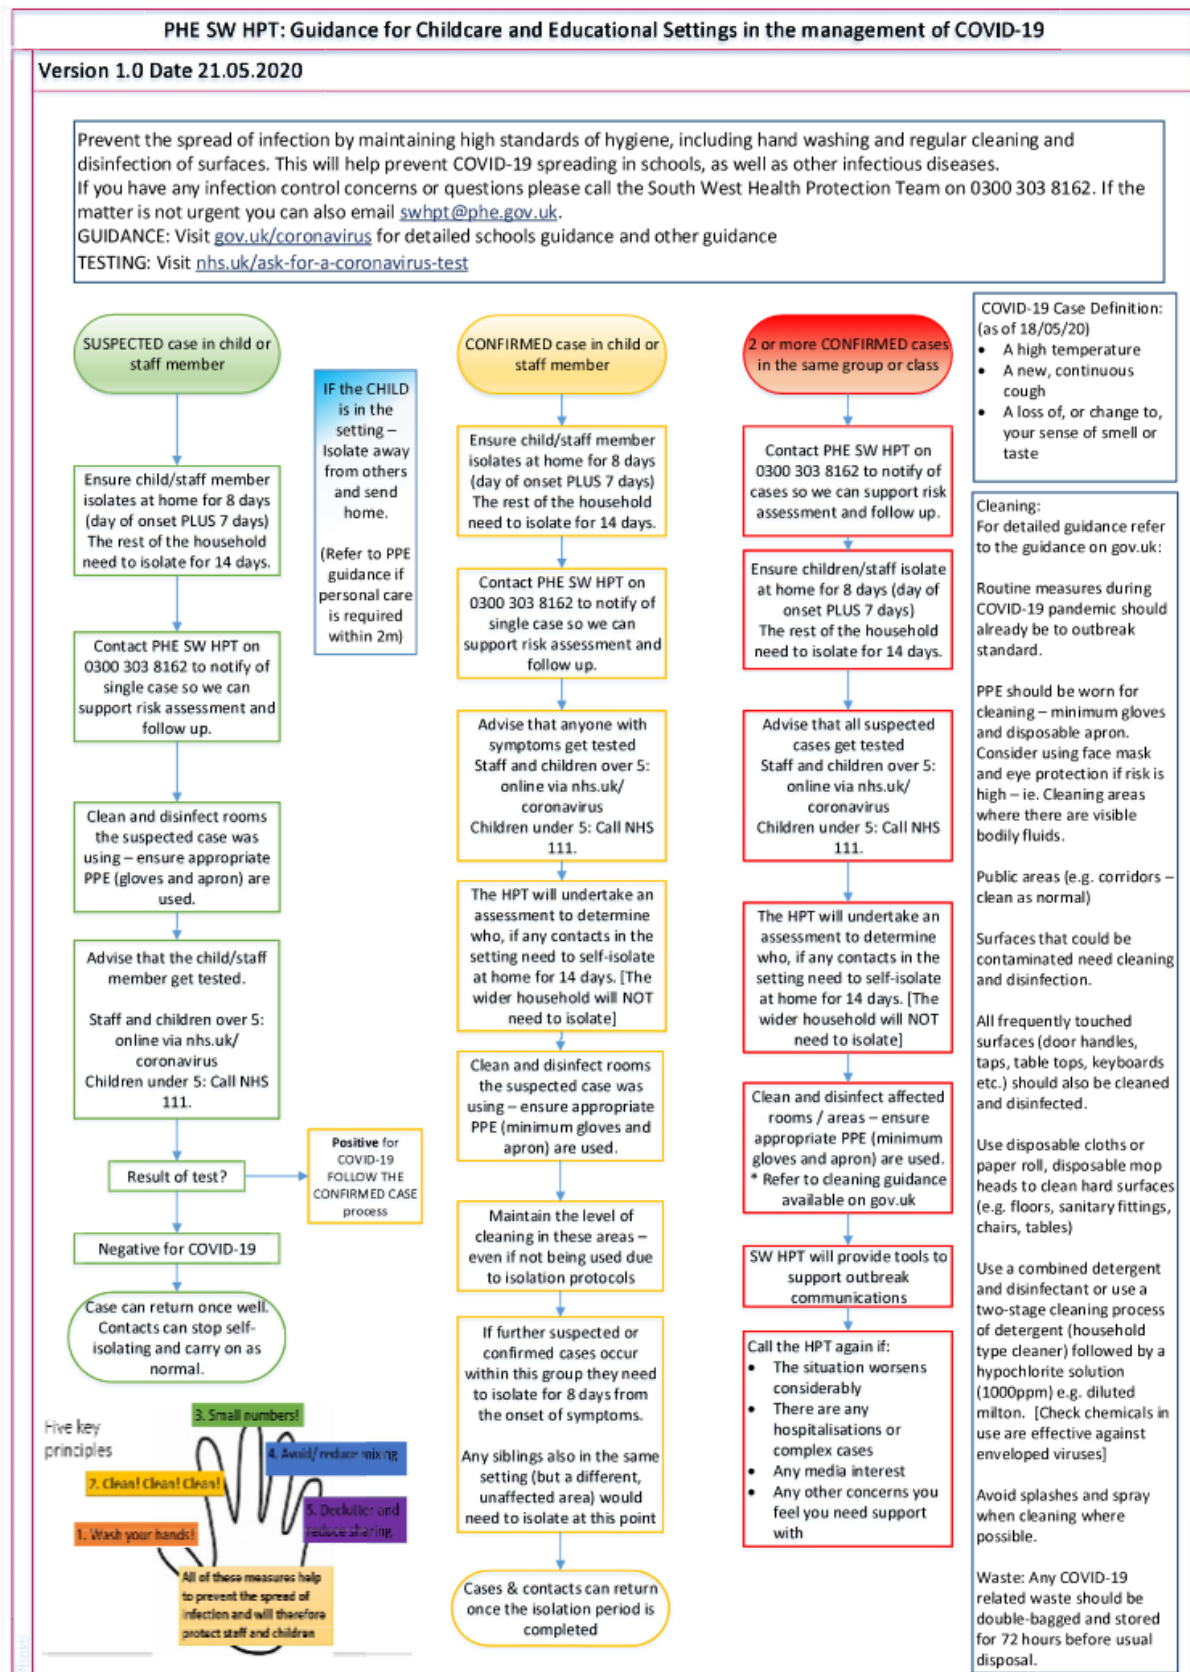 PHE SW HPT: Guidance for Childcare and Educational Settings in the management of COVID-19
Version 1.0 Date 21.05.2020
Prevent the spread of infection by maintaining high standards of hygiene, including hand washing and regular cleaning and
disinfection of surfaces. This will help prevent COVID-19 spreading in schools, as well as other infectious diseases.
If you have any infection control concerns or questions please call the South West Health Protection Team on 0300 303 8162. If the
matter is not urgent you can also email swhpt@phe.gov.uk.
GUIDANCE: Visit gov.uk/coronavirus for detailed schools guidance and other guidance
TESTING: Visit nhs.uk/ask-for-a-coronavirus-test
SUSPECTED case in child or
staff member
Ensure child/staff member
isolates at home for 8 days
(day of onset PLUS 7 days)
The rest of the household
need to isolate for 14 days.
Contact PHE SW HPT on
0300 303 8162 to notify of
single case so we can
support risk assessment and
follow up.
Clean and disinfect rooms
the suspected case was
using – ensure appropriate
PPE (gloves and apron) are
used.
Advise that the child/staff
member get tested.
Staff and children over 5:
online via nhs.uk/
coronavirus
Children under 5: Call NHS
111.
Result of test?
Positive for
COVID-19
FOLLOW THE
CONFIRMED CASE
process
Negative for COVID-19
Case can return once well.
Contacts can stop self-
isolating and carry on as
normal.
IF the CHILD
is in the
setting –
Isolate away
from others
and send
home.
(Refer to PPE
guidance if
personal care
is required
within 2m)
CONFIRMED case in child or
staff member
Ensure child/staff member
isolates at home for 8 days
(day of onset PLUS 7 days)
The rest of the household
need to isolate for 14 days.
Contact PHE SW HPT on
0300 303 8162 to notify of
single case so we can
support risk assessment and
follow up.
Advise that anyone with
symptoms get tested
Staff and children over 5:
online via nhs.uk/
coronavirus
Children under 5: Call NHS
111.
The HPT will undertake an
assessment to determine
who, if any contacts in the
setting need to self-isolate
at home for 14 days. [The
wider household will NOT
need to isolate]
Clean and disinfect rooms
the suspected case was
using – ensure appropriate
PPE (minimum gloves and
apron) are used.
Maintain the level of
cleaning in these areas –
even if not being used due
to isolation protocols
If further suspected or
confirmed cases occur
within this group they need
to isolate for 8 days from
the onset of symptoms.
Any siblings also in the same
setting (but a different,
unaffected area) would
need to isolate at this point
Cases & contacts can return
once the isolation period is
completed
2 or more CONFIRMED cases
in the same group or class
Contact PHE SW HPT on
0300 303 8162 to notify of
cases so we can support risk
assessment and follow up.
Ensure children/staff isolate
at home for 8 days (day of
onset PLUS 7 days)
The rest of the household
need to isolate for 14 days.
Advise that all suspected
cases get tested
Staff and children over 5:
online via nhs.uk/
coronavirus
Children under 5: Call NHS
111.
The HPT will undertake an
assessment to determine
who, if any contacts in the
setting need to self-isolate
at home for 14 days. [The
wider household will NOT
need to isolate]
Clean and disinfect affected
rooms / areas – ensure
appropriate PPE (minimum
gloves and apron) are used.
* Refer to cleaning guidance
available on gov.uk
SW HPT will provide tools to
support outbreak
communications
Call the HPT again if:
• The situation worsens
considerably
• There are any
hospitalisations or
complex cases
• Any media interest
• Any other concerns you
feel you need support
with
COVID-19 Case Definition:
(as of 18/05/20)
• A high temperature
• A new, continuous
cough
• A loss of, or change to,
your sense of smell or
taste
Cleaning:
For detailed guidance refer
to the guidance on gov.uk:
Routine measures during
COVID-19 pandemic should
already be to outbreak
standard.
PPE should be worn for
cleaning – minimum gloves
and disposable apron.
Consider using face mask
and eye protection if risk is
high – ie. Cleaning areas
where there are visible
bodily fluids.
Public areas (e.g. corridors –
clean as normal)
Surfaces that could be
contaminated need cleaning
and disinfection.
All frequently touched
surfaces (door handles,
taps, table tops, keyboards
etc.) should also be cleaned
and disinfected.
Use disposable cloths or
paper roll, disposable mop
heads to clean hard surfaces
(e.g. floors, sanitary fittings,
chairs, tables)
Use a combined detergent
and disinfectant or use a
two-stage cleaning process
of detergent (household
type cleaner) followed by a
hypochlorite solution
(1000ppm) e.g. diluted
milton. [Check chemicals in
use are effective against
enveloped viruses]
Avoid splashes and spray
when cleaning where
possible.
Waste: Any COVID-19
related waste should be
double-bagged and stored
for 72 hours before usual
disposal.
Five key
principles
1. Wash your hands!
2. Clean! Clean! Clean!
3. Small numbers!
4. Avoid/ reduce mixing
5. Declutter and
reduce sharing
All of these measures help
to prevent the spread of
infection and will therefore
protect staff and children